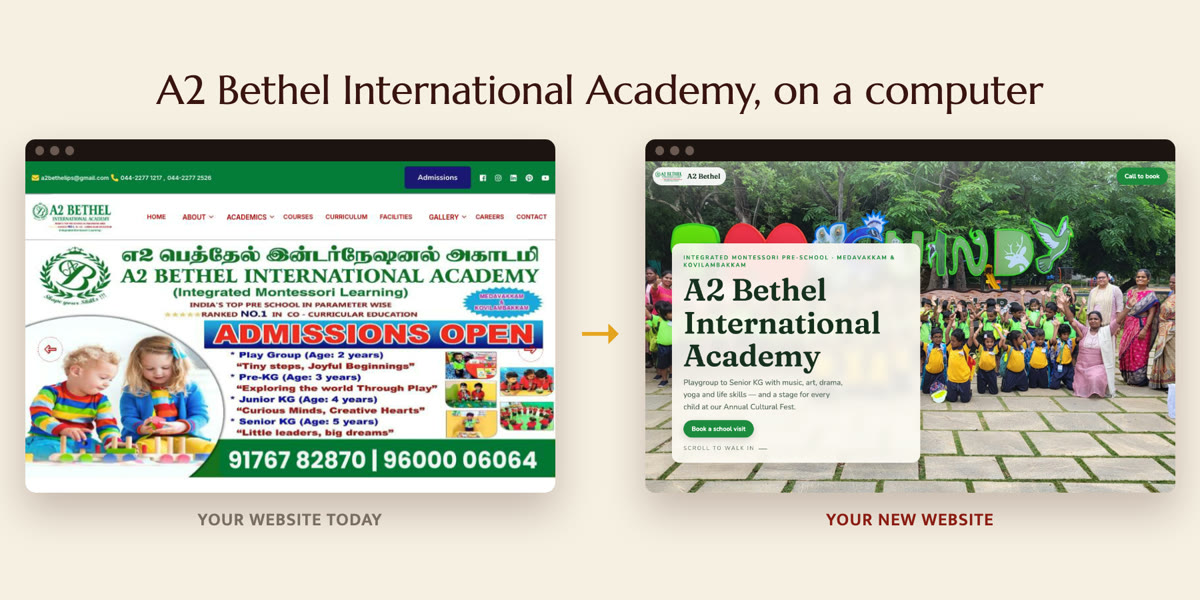 A2 Bethel International Academy, on a computer
a2bethelips@gmail.com 044-2277 1217 , 044-2277 2526
Admissions
A2 BETHEL
INTERNATIONAL ACADEMY
HOME ABOUT ACADEMICS COURSES CURRICULUM FACILITIES GALLERY CAREERS CONTACT
எ2 பெத்தேல் இன்டர்நேஷனல் அகாடமி
A2 BETHEL INTERNATIONAL ACADEMY
(Integrated Montessori Learning)
INDIA'S TOP PRE SCHOOL IN PARAMETER WISE
RANKED NO.1 IN CO - CURRICULAR EDUCATION
MEDAVAKKAM
&
KOVILAMBAKKAM
ADMISSIONS OPEN
* Play Group (Age: 2 years)
"Tiny steps, Joyful Beginnings"
* Pre-KG (Age: 3 years)
"Exploring the world Through Play"
* Junior KG (Age: 4 years)
"Curious Minds, Creative Hearts"
* Senior KG (Age: 5 years)
"Little leaders, big dreams"
91767 82870 | 96000 06064
YOUR WEBSITE TODAY
A2 Bethel
Call to book
INTEGRATED MONTESSORI PRE-SCHOOL · MEDAVAKKAM &
KOVILAMBAKKAM
A2 Bethel
International
Academy
Playgroup to Senior KG with music, art, drama,
yoga and life skills — and a stage for every
child at our Annual Cultural Fest.
Book a school visit
SCROLL TO WALK IN
YOUR NEW WEBSITE